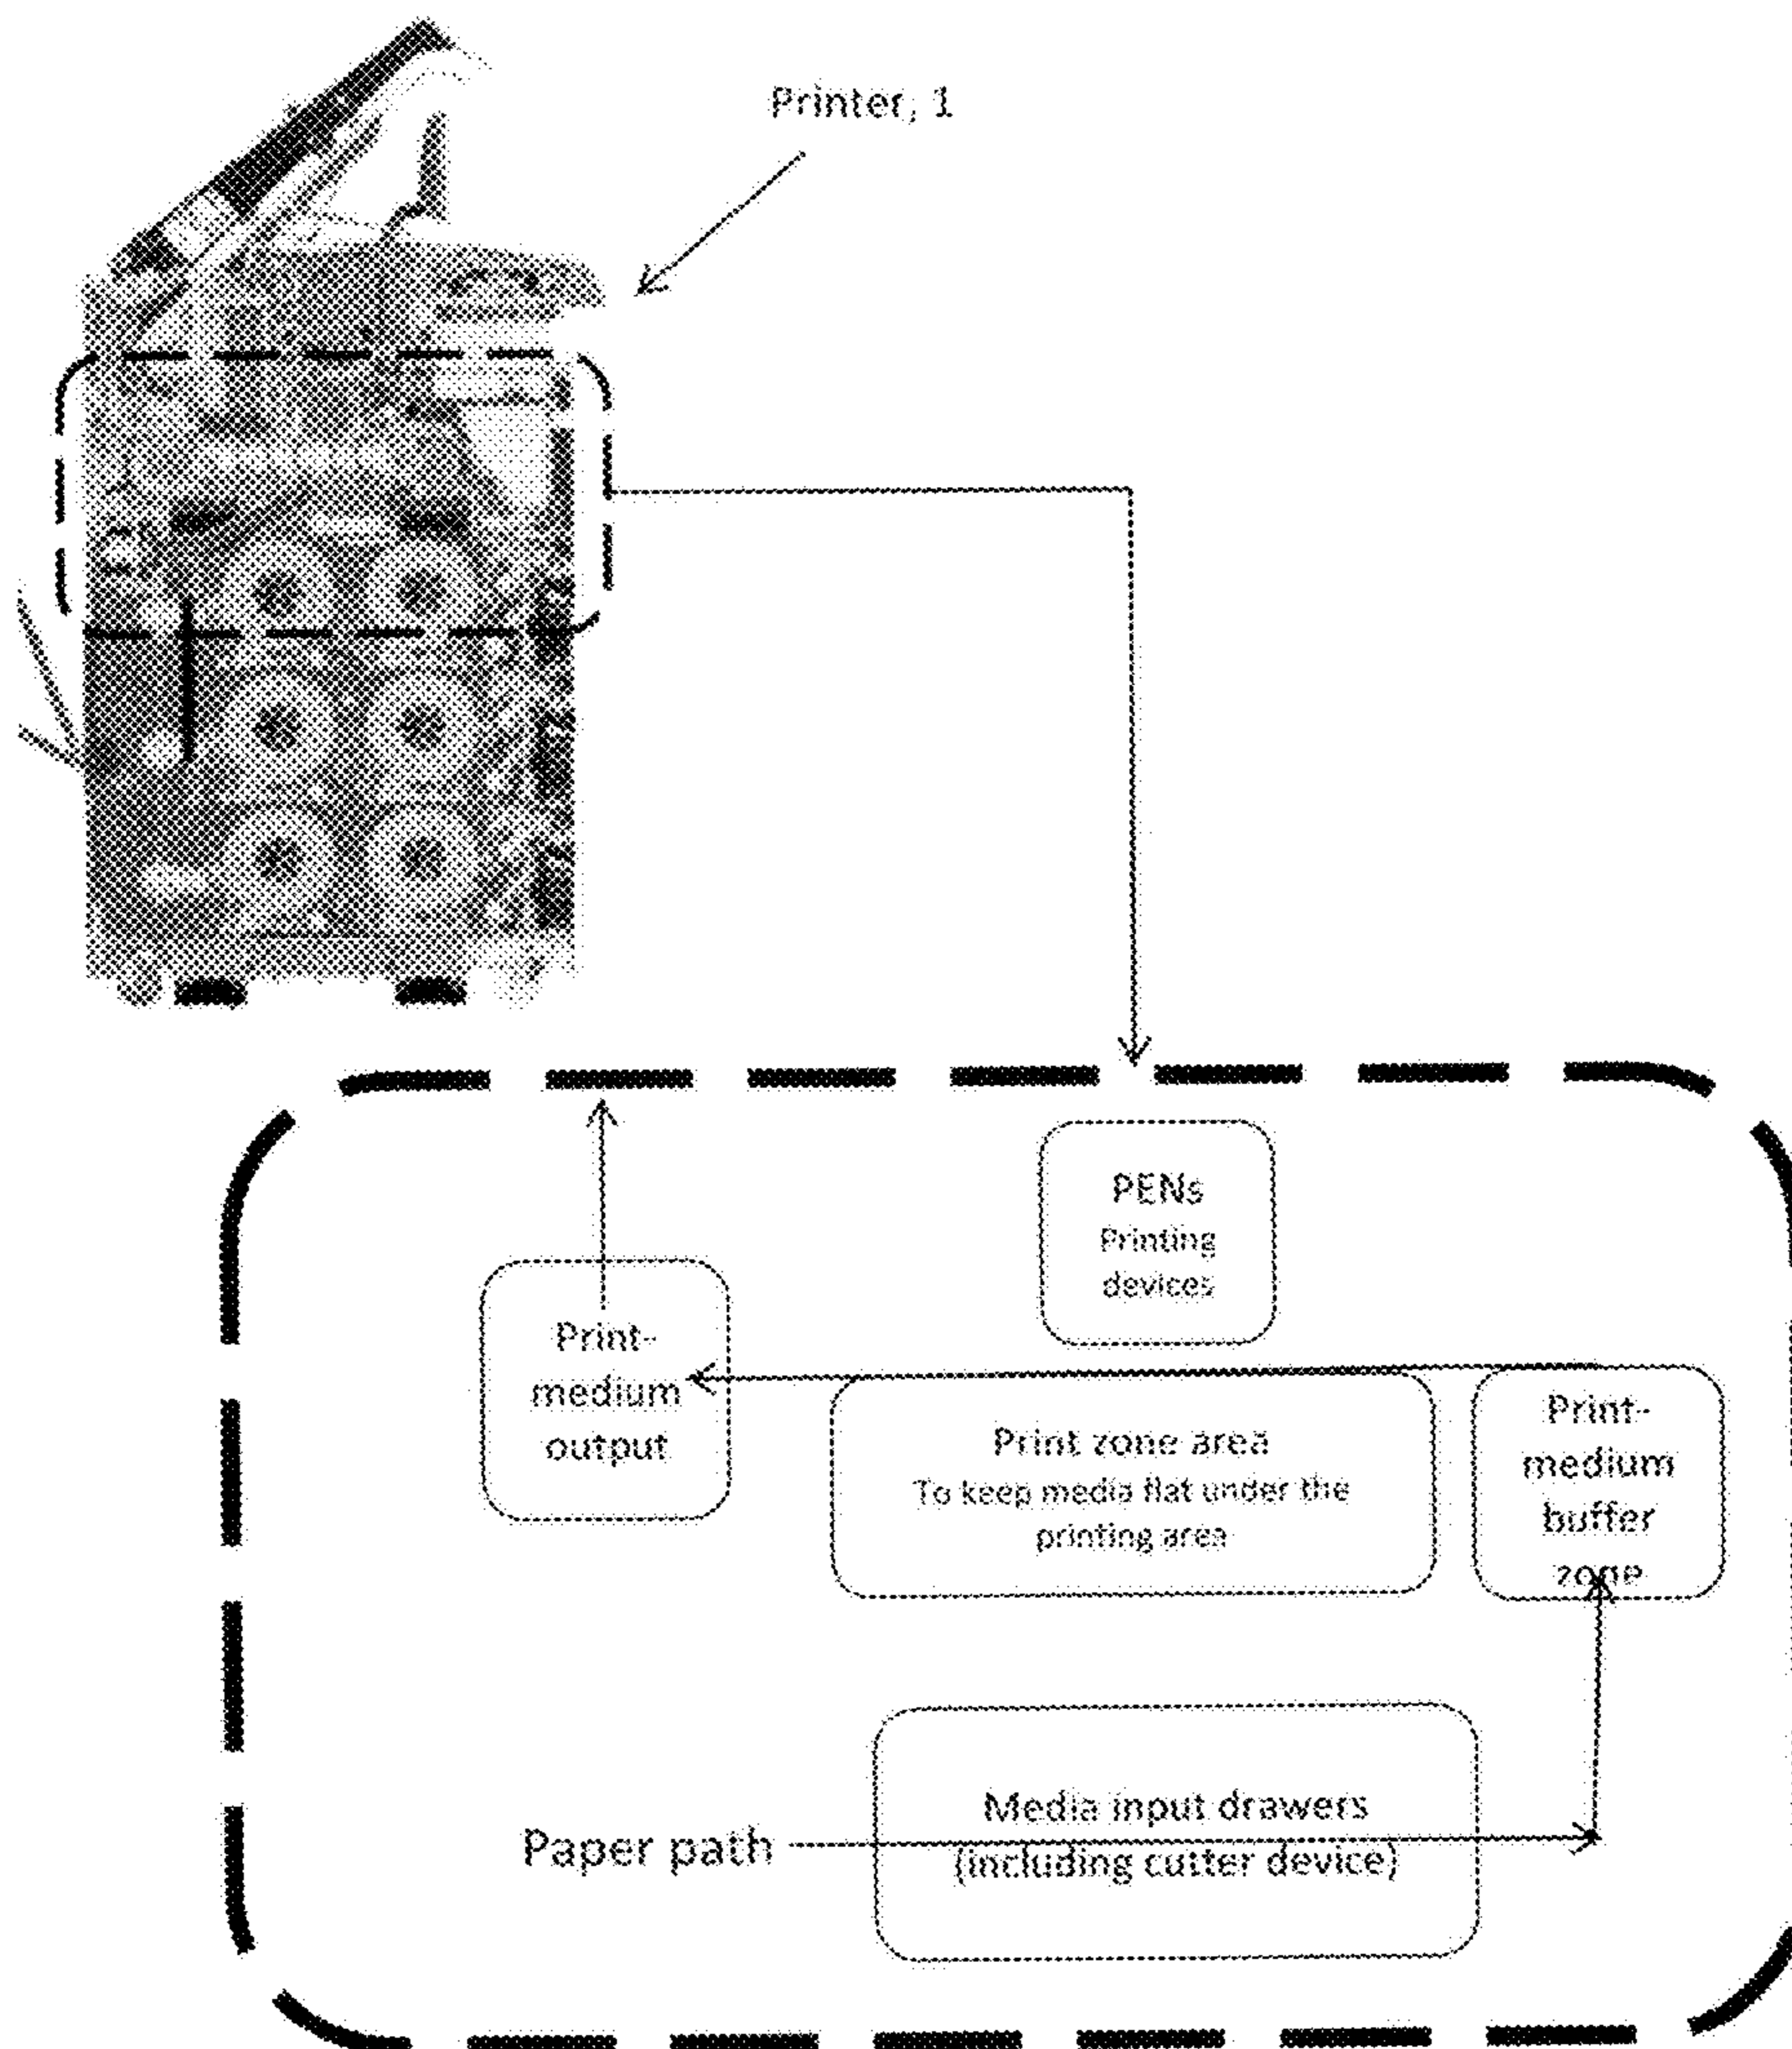 Printer, 1
PENs
Printing
devices
Print-
medium
output
Print zone area
To keep media flat under the
printing area
Print-
medium
buffer
zone
Media input drawers
(including cutter device)
Paper path